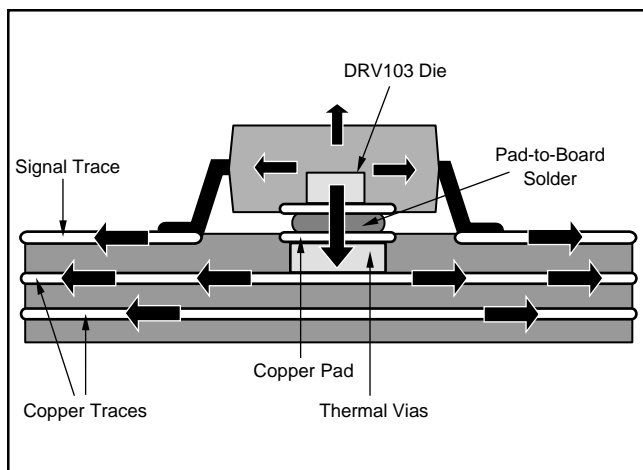 DRV103 Die
Signal Trace
Pad-to-Board
Solder
Copper Pad
Copper Traces
Thermal Vias